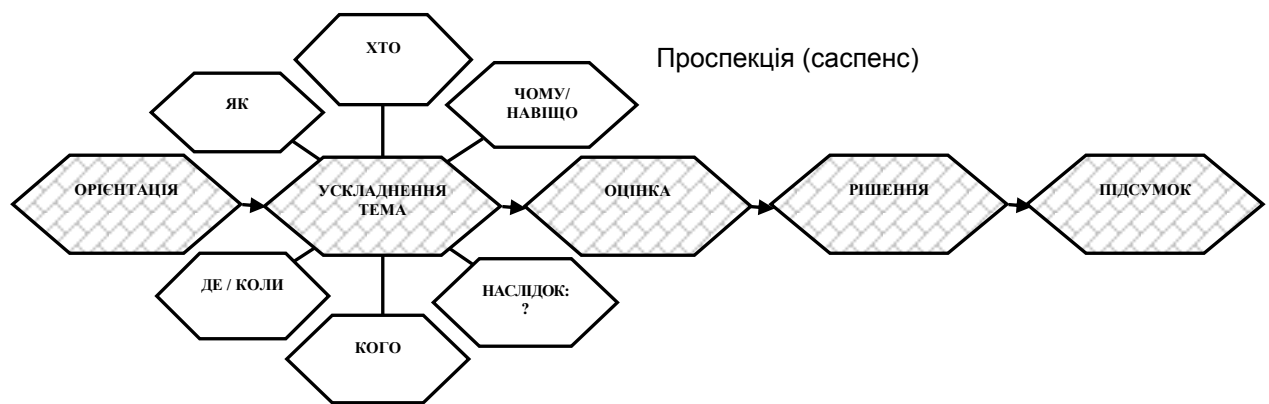 ХТО
Проспекція (саспенс)
ЯК
ЧОМУ/
НАВІЩО
ОРІЄНТАЦІЯ
УСКЛАДНЕННЯ
ТЕМА
ОЦІНКА
РІШЕННЯ
ПІДСУМОК
ДЕ / КОЛИ
НАСЛІДОК:
?
КОГО